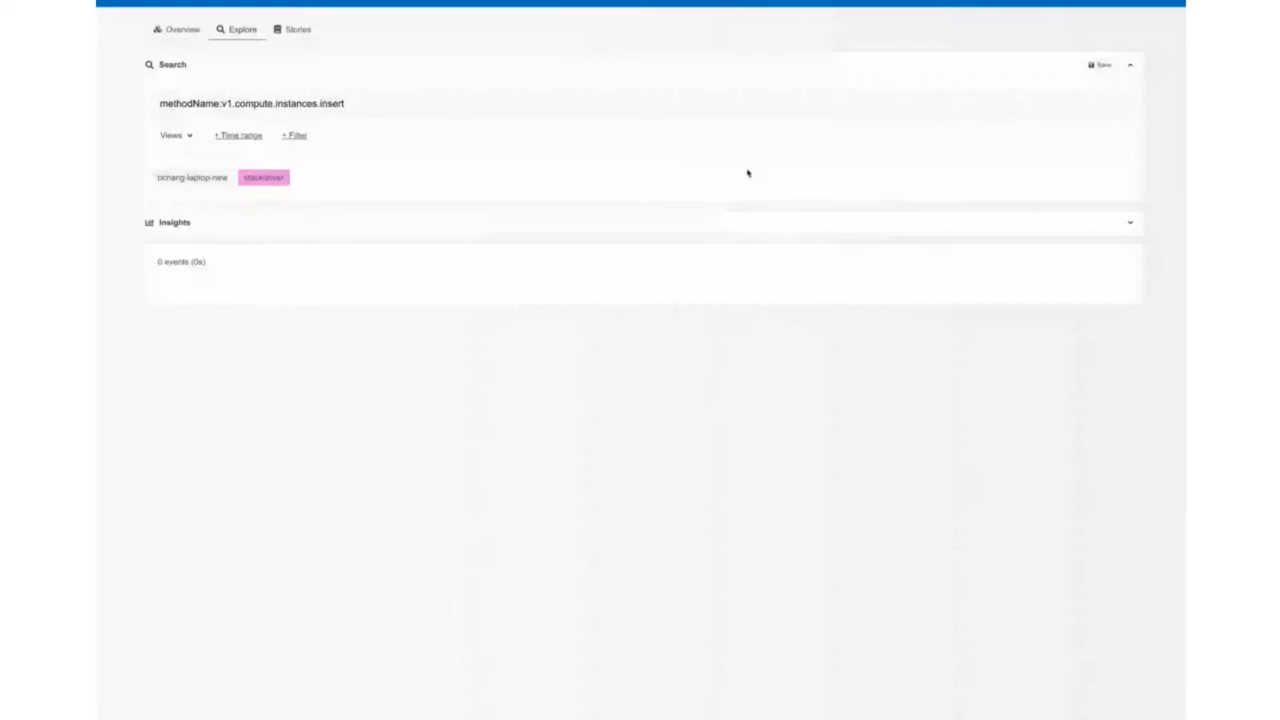 Overview Explore Stories
Search Save
methodName:v1.compute.instances.insert
Views + Time range + Filter
bchang-laptop-new stackdriver
Insights
0 events (0s)